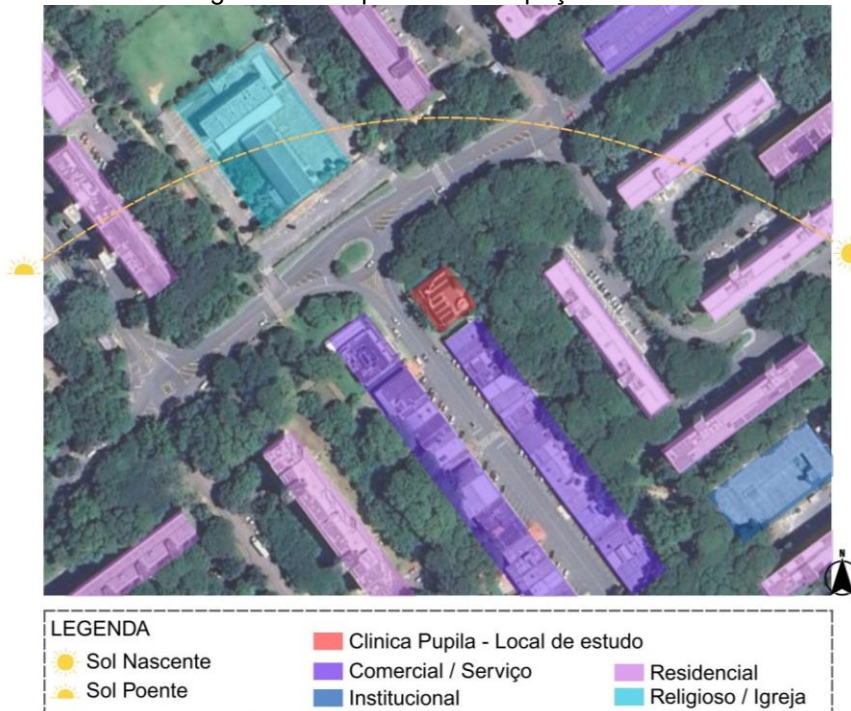 LEGENDA
Sol Nascente
Sol Poente
Clinica Pupila - Local de estudo
Comercial / Serviço
Institucional
Residencial
Religioso / Igreja
N